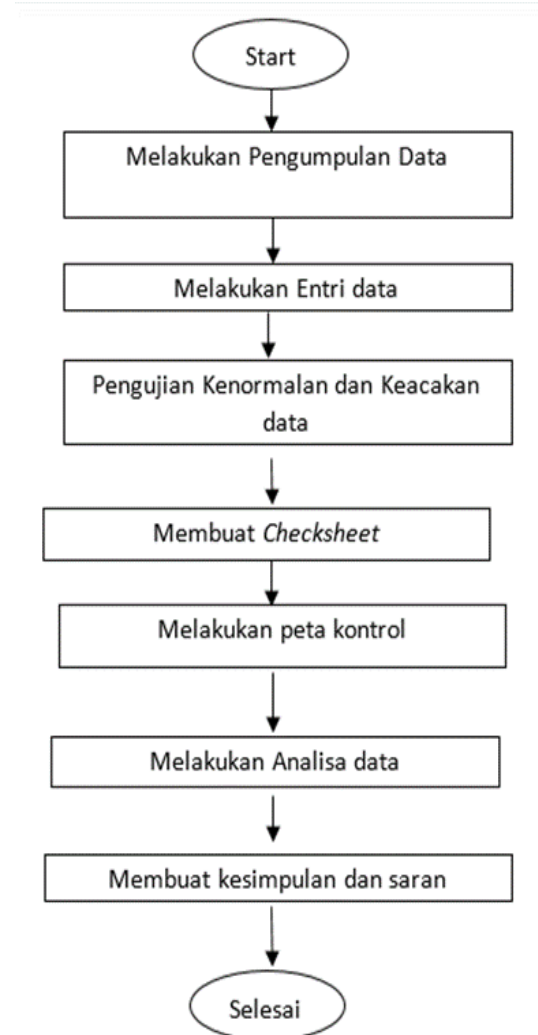 Start
Melakukan Pengumpulan Data
Melakukan Entri data
Pengujian Kenormalan dan Keacakan
data
Membuat Checksheet
Melakukan peta kontrol
Melakukan Analisa data
Membuat kesimpulan dan saran
Selesai